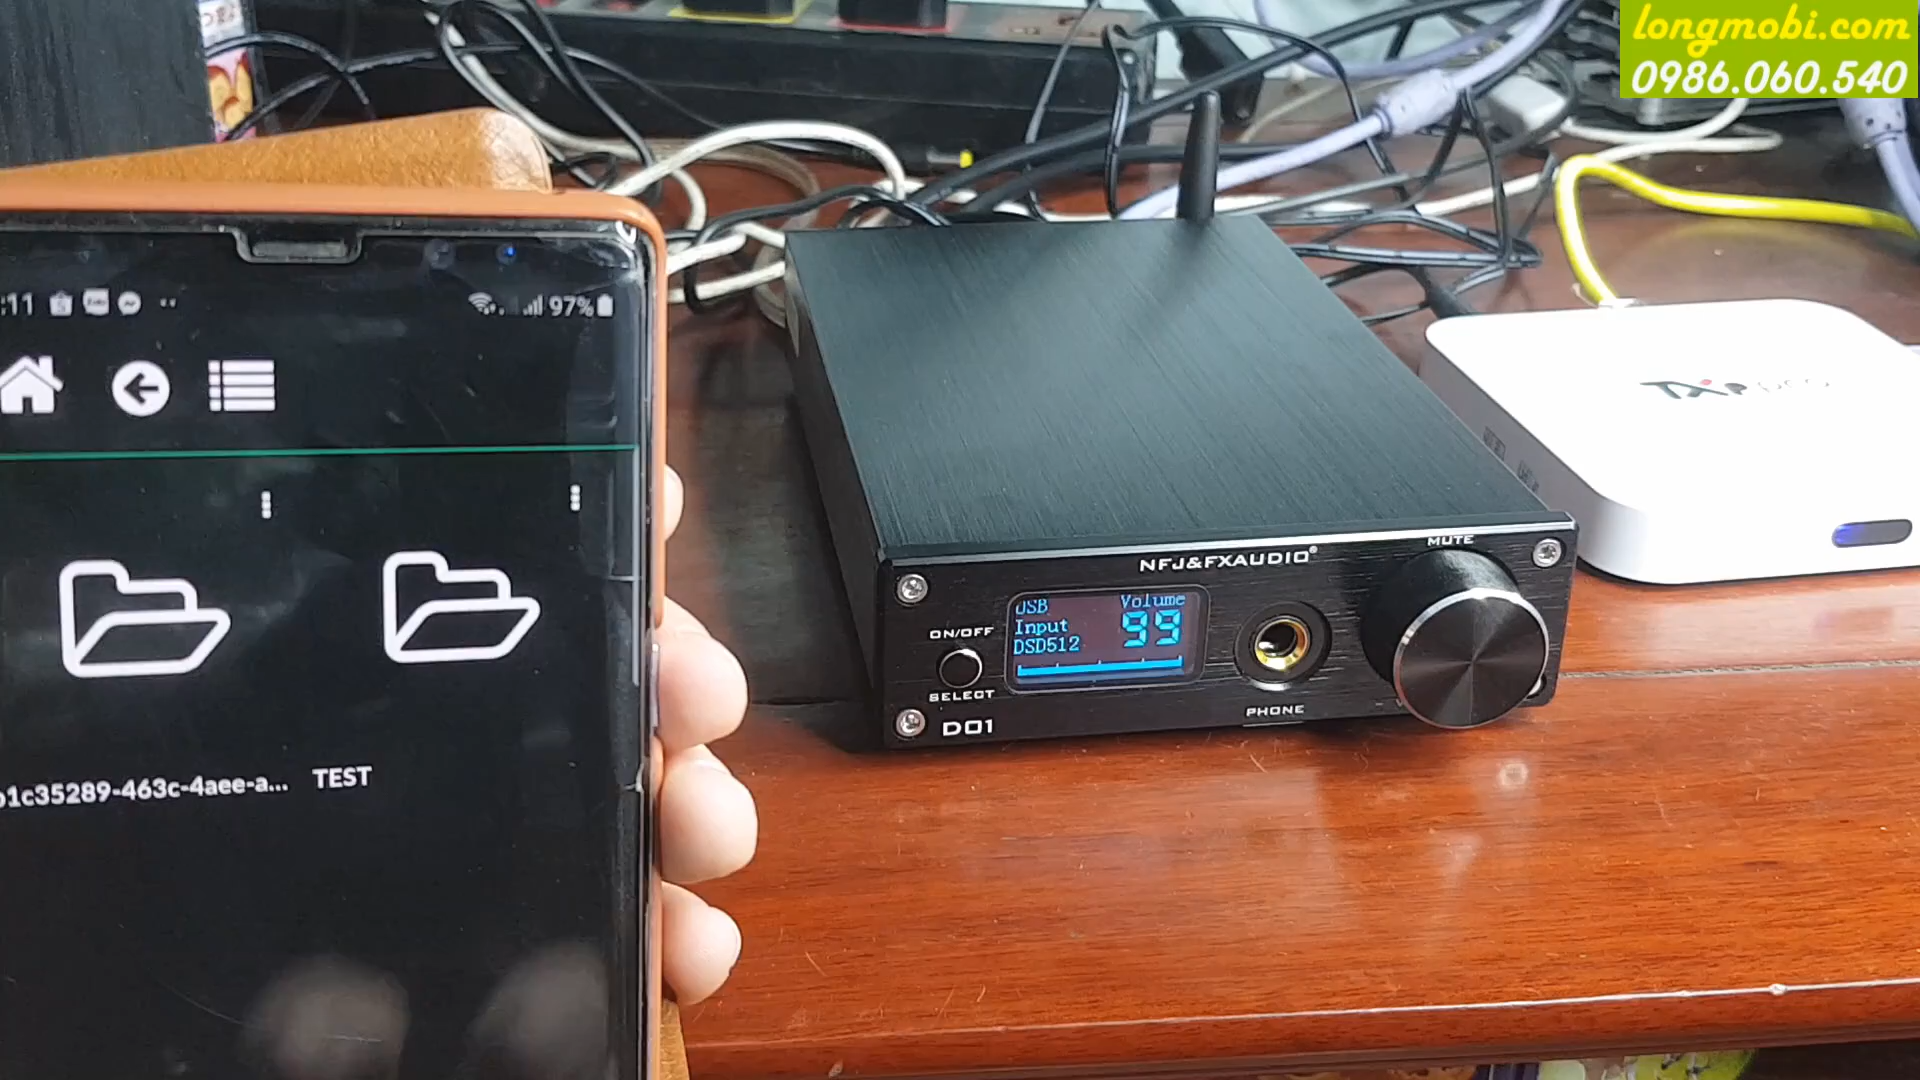 longmobi.com
0986.060.540
:11
97%
b1c35289-463c-4aee-a...
TEST
MUTE
NFJ&FXAUDIO®
USB
Volume
Input
99
DSD512
ON/OFF
SELECT
PHONE
D01